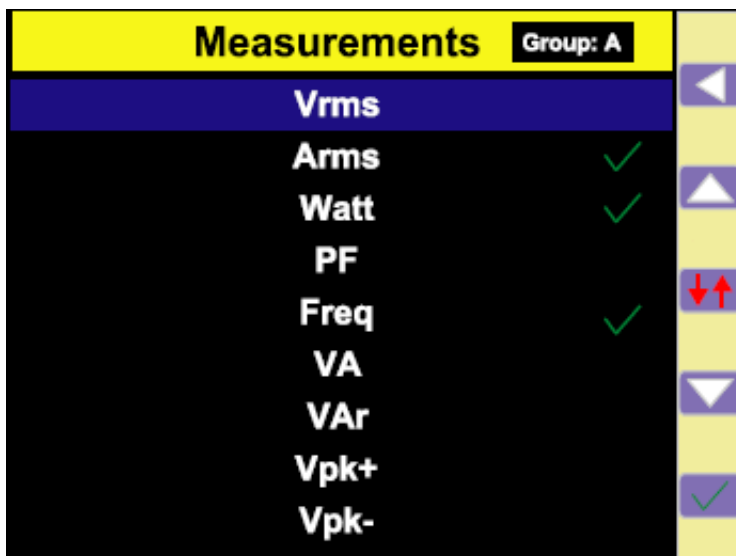 Measurements Group: A
Vrms
Arms
Watt
PF
Freq
VA
VAr
Vpk+
Vpk-